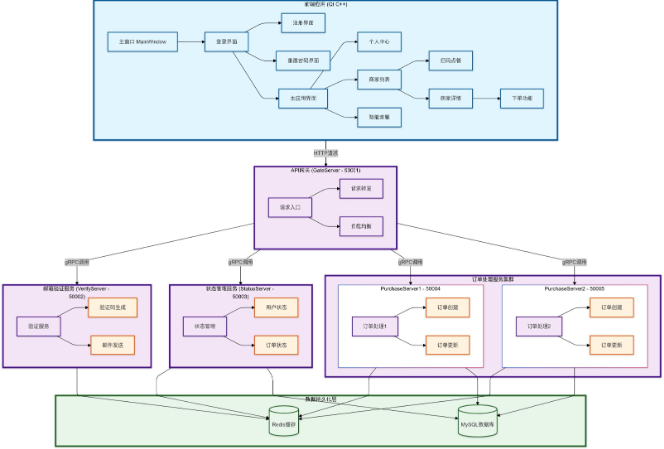 前端程序 (Qt C++)
主窗口 MainWindow
登录界面
注册界面
重置密码界面
主应用界面
个人中心
商家列表
智能客服
扫码点餐
商家详情
下单功能
HTTP请求
API网关 (GateServer - 50001)
请求入口
请求转发
负载均衡
gRPC调用
gRPC调用
gRPC调用
gRPC调用
邮箱验证服务 (VerifyServer -
50002)
验证服务
验证码生成
邮件发送
状态管理服务 (StatusServer -
50003)
状态管理
用户状态
订单状态
订单处理服务集群
PurchaseServer1 - 50004
订单处理1
订单创建
订单更新
PurchaseServer2 - 50005
订单处理2
订单创建
订单更新
数据持久化层
Redis缓存
MySQL数据库